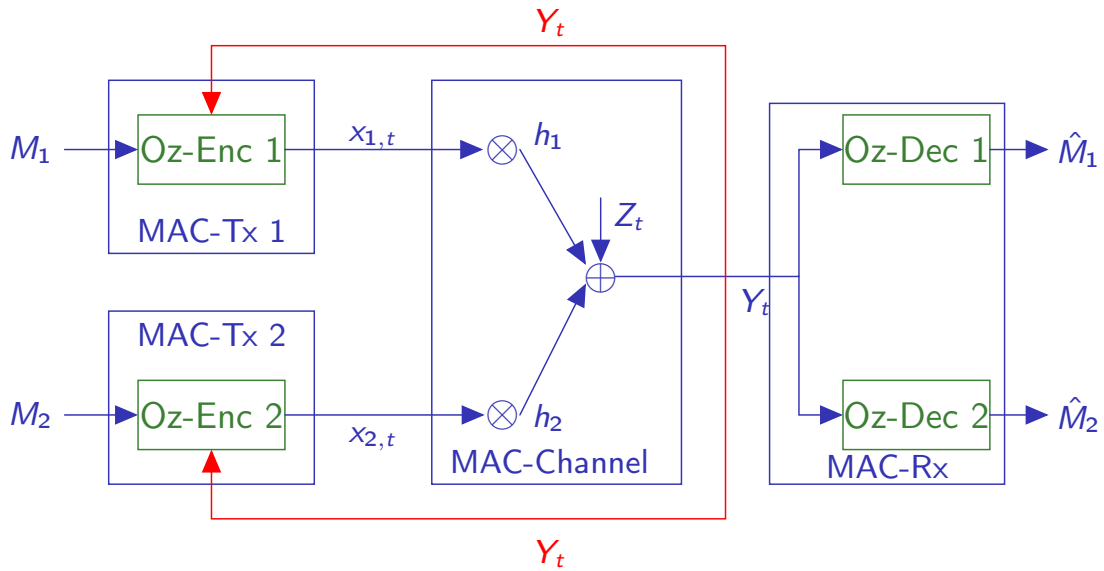 Y_t
M_1
Oz-Enc 1
x_{1,t}
h_1
Oz-Dec 1
\hat{M}_1
MAC-Tx 1
Z_t
Y_t
MAC-Tx 2
M_2
Oz-Enc 2
x_{2,t}
h_2
Oz-Dec 2
\hat{M}_2
MAC-Channel
MAC-Rx
Y_t